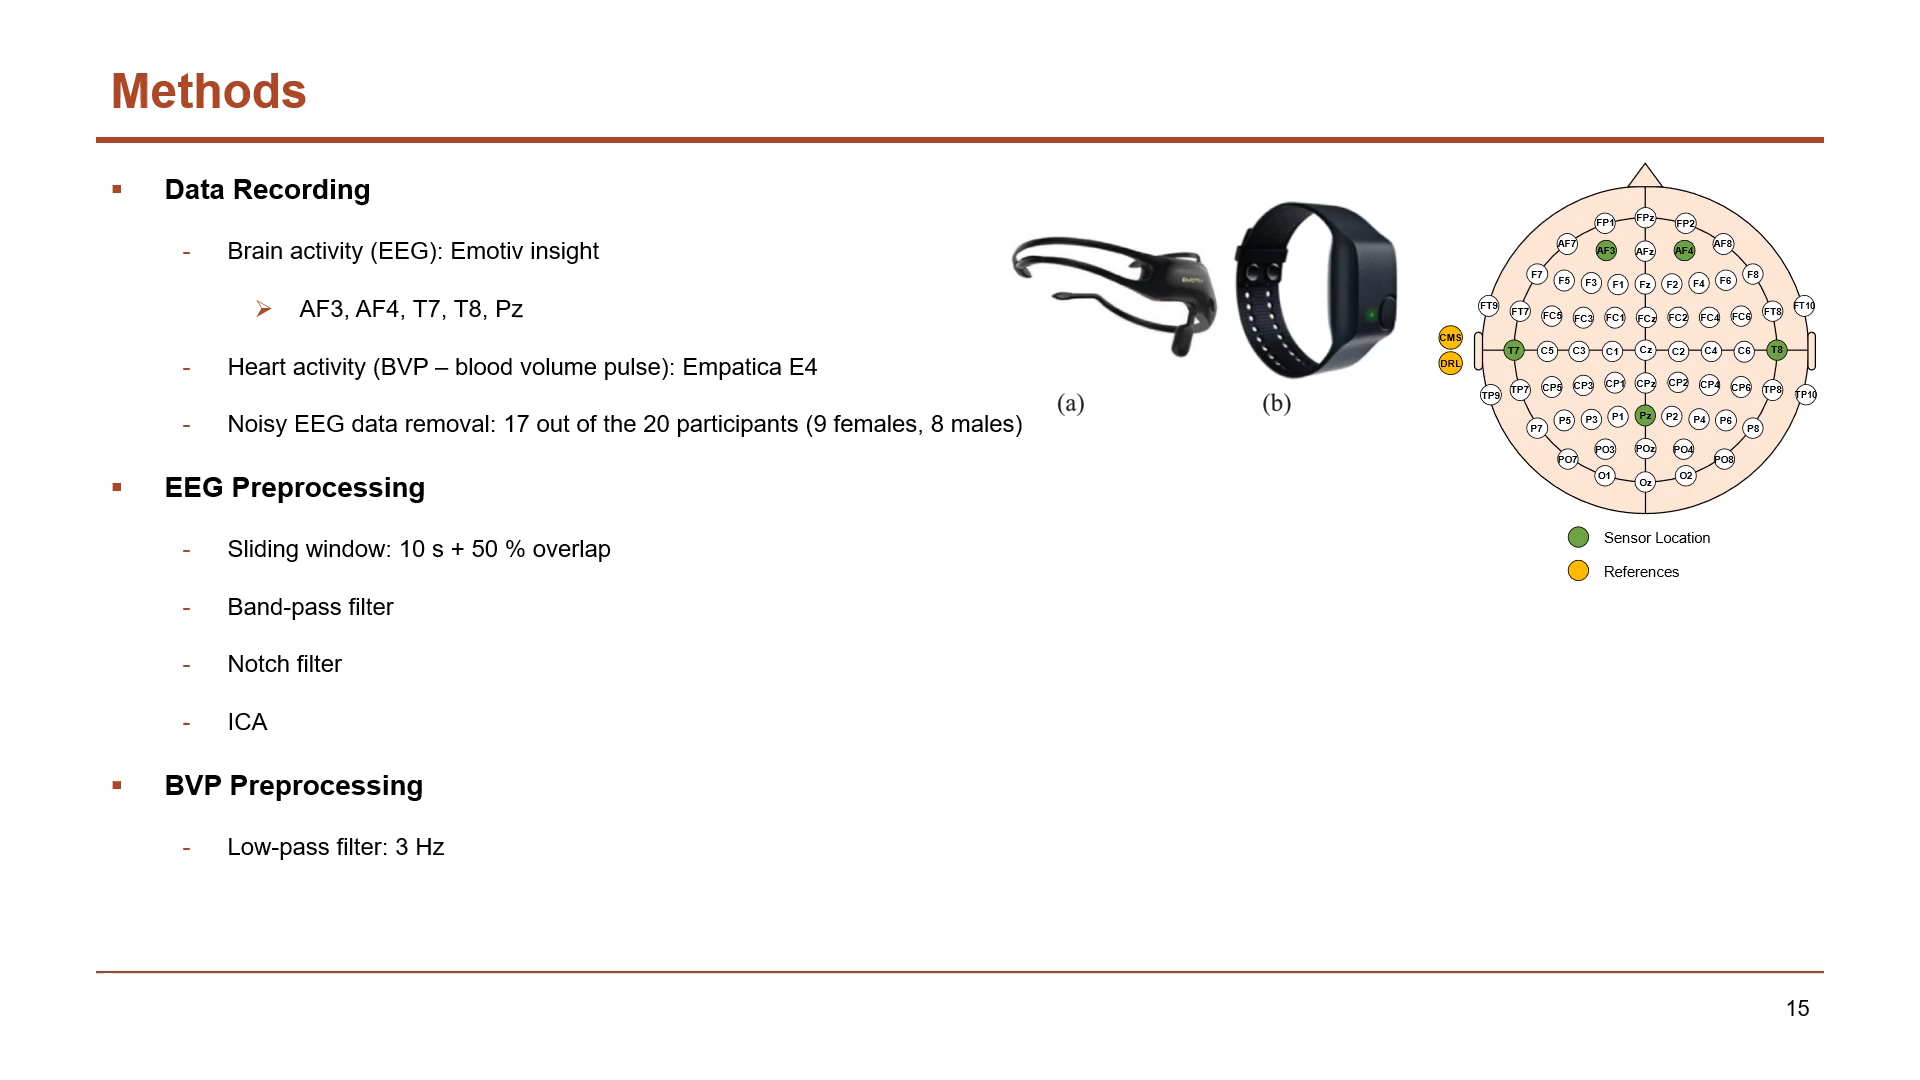 Methods
Data Recording
- Brain activity (EEG): Emotiv insight
AF3, AF4, T7, T8, Pz
- Heart activity (BVP – blood volume pulse): Empatica E4
- Noisy EEG data removal: 17 out of the 20 participants (9 females, 8 males)
EEG Preprocessing
- Sliding window: 10 s + 50 % overlap
- Band-pass filter
- Notch filter
- ICA
BVP Preprocessing
- Low-pass filter: 3 Hz
EMOTIV
(a) (b)
FP1 FPz FP2
AF7 AF3 AFz AF4 AF8
F7 F5 F3 F1 Fz F2 F4 F6 F8
FT9 FT7 FC5 FC3 FC1 FCz FC2 FC4 FC6 FT8 FT10
CMS
T7 C5 C3 C1 Cz C2 C4 C6 T8
DRL
TP9 TP7 CP5 CP3 CP1 CPz CP2 CP4 CP6 TP8 TP10
P7 P5 P3 P1 Pz P2 P4 P6 P8
PO7 PO3 POz PO4 PO8
O1 Oz O2
Sensor Location
References
15